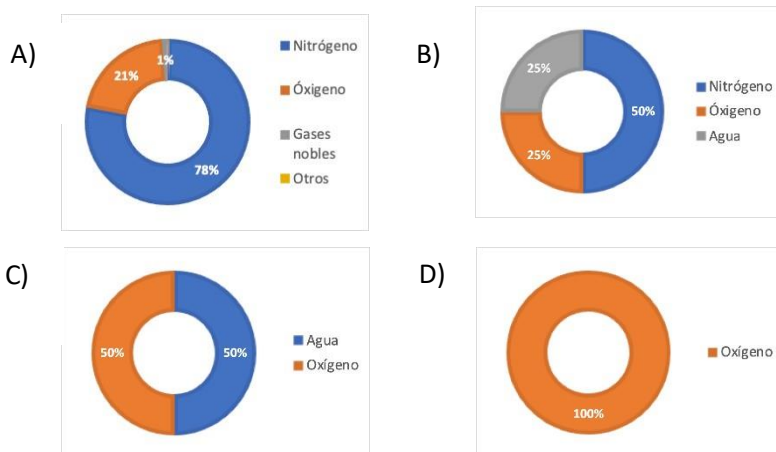 A)
1%
21%
78%
Nitrógeno
Óxigeno
Gases
nobles
Otros
B)
25%
50%
25%
Nitrógeno
Óxigeno
Agua
C)
50%
50%
Agua
Oxígeno
D)
100%
Oxígeno